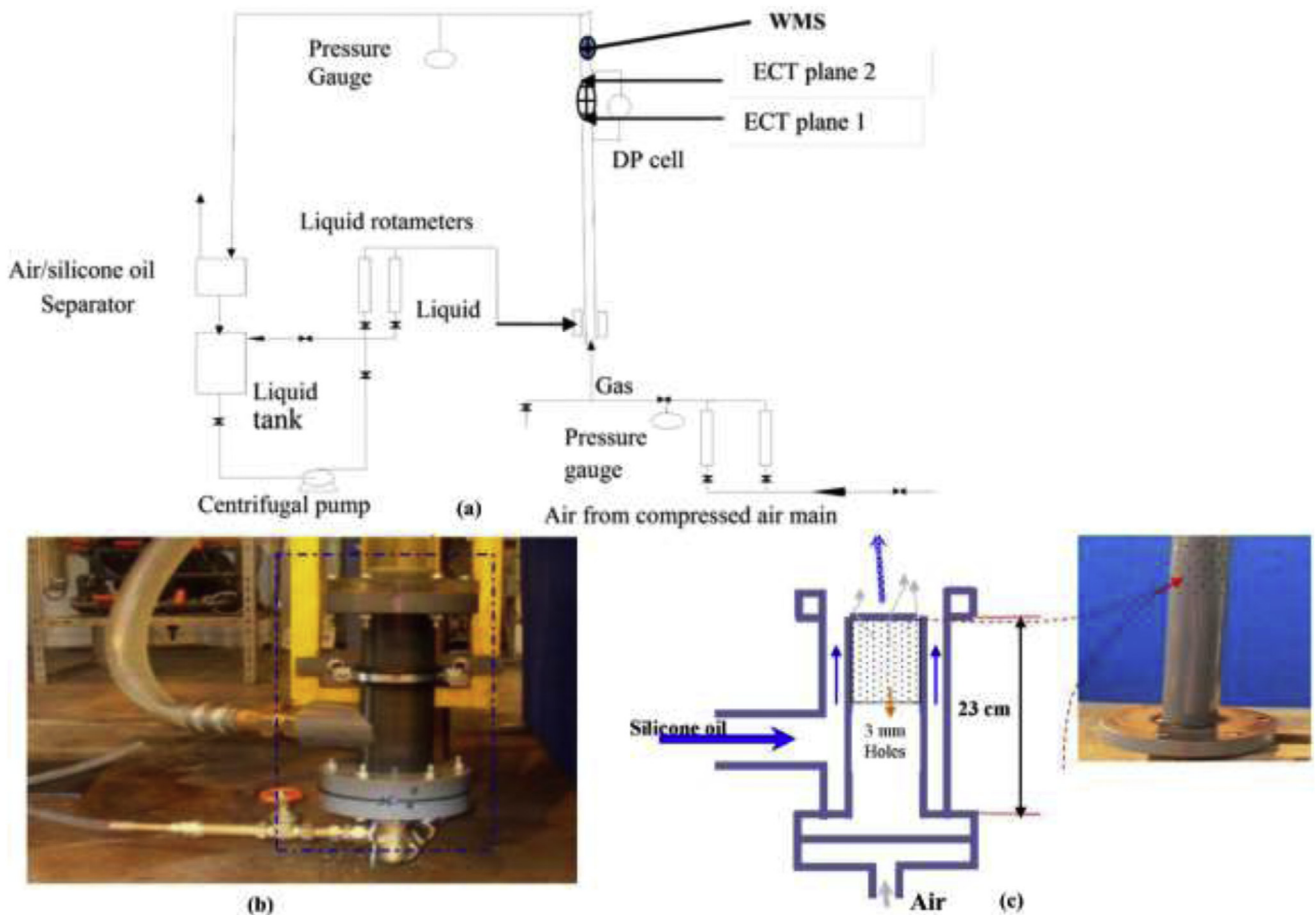 WMS
Pressure
Gauge
ECT plane 2
ECT plane 1
DP cell
Liquid rotameters
Air/silicone oil
Separator
Liquid
Gas
Liquid
tank
Pressure
gauge
Centrifugal pump
(a)
Air from compressed air main
Silicone oil
3 mm
Holes
23 cm
Air
(b)
(c)